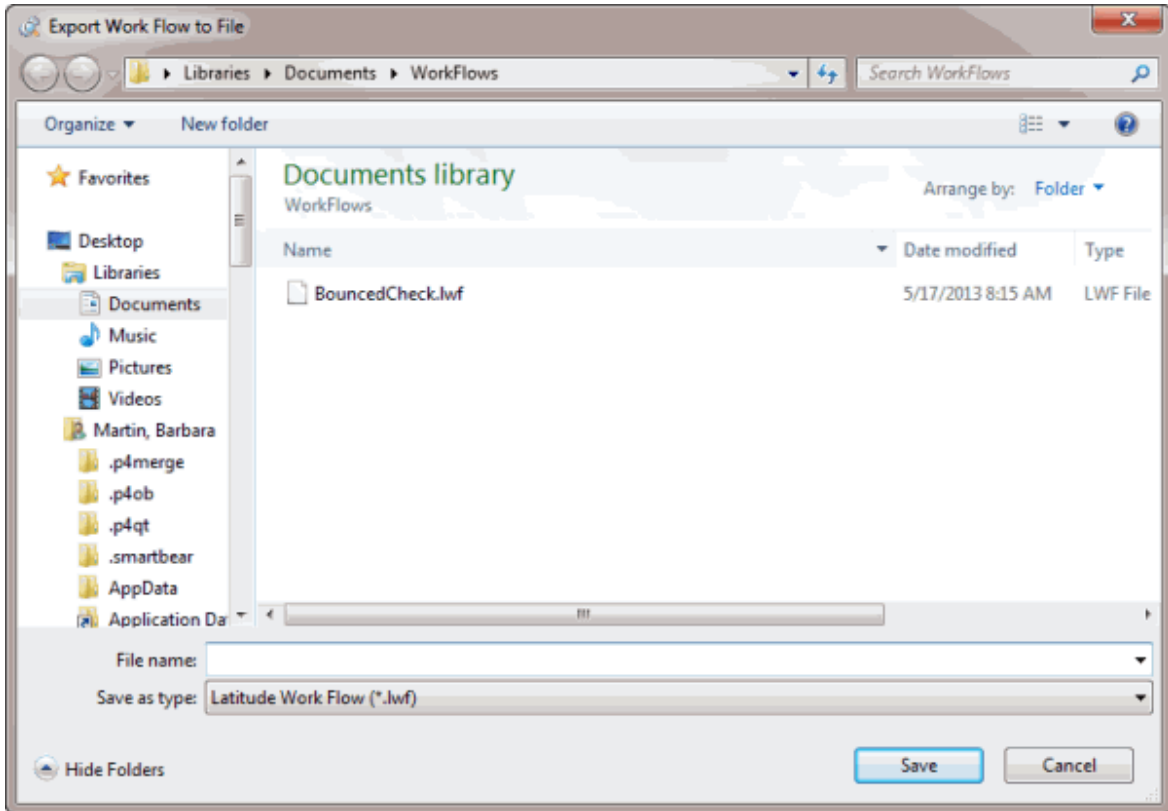 Export Work Flow to File
Libraries Documents WorkFlows Search WorkFlows
Organize New folder
Favorites
Desktop
Libraries
Documents
Music
Pictures
Videos
Martin, Barbara
.p4merge
.p4ob
.p4qt
.smartbear
AppData
Application Da
Documents library
WorkFlows
Arrange by: Folder
Name Date modified Type
BouncedCheck.lwf 5/17/2013 8:15 AM LWF File
File name:
Save as type: Latitude Work Flow (*.lwf)
Hide Folders Save Cancel